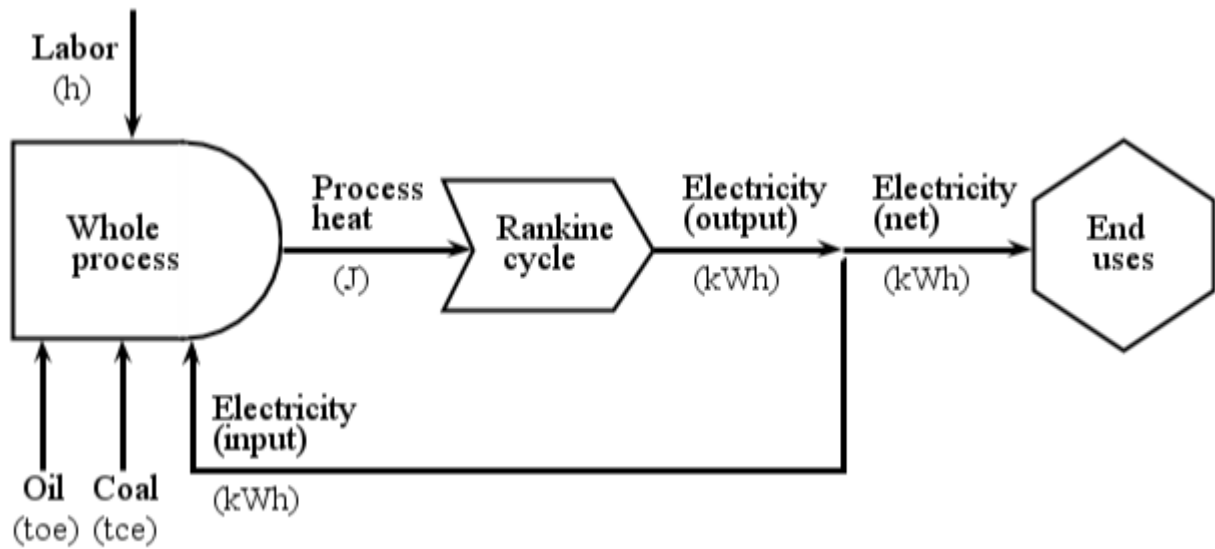 Labor
(h)
Whole
process
Process
heat
(J)
Rankine
cycle
Electricity
(output)
(kWh)
Electricity
(net)
(kWh)
End
uses
Electricity
(input)
(kWh)
Oil
(toe)
Coal
(tce)